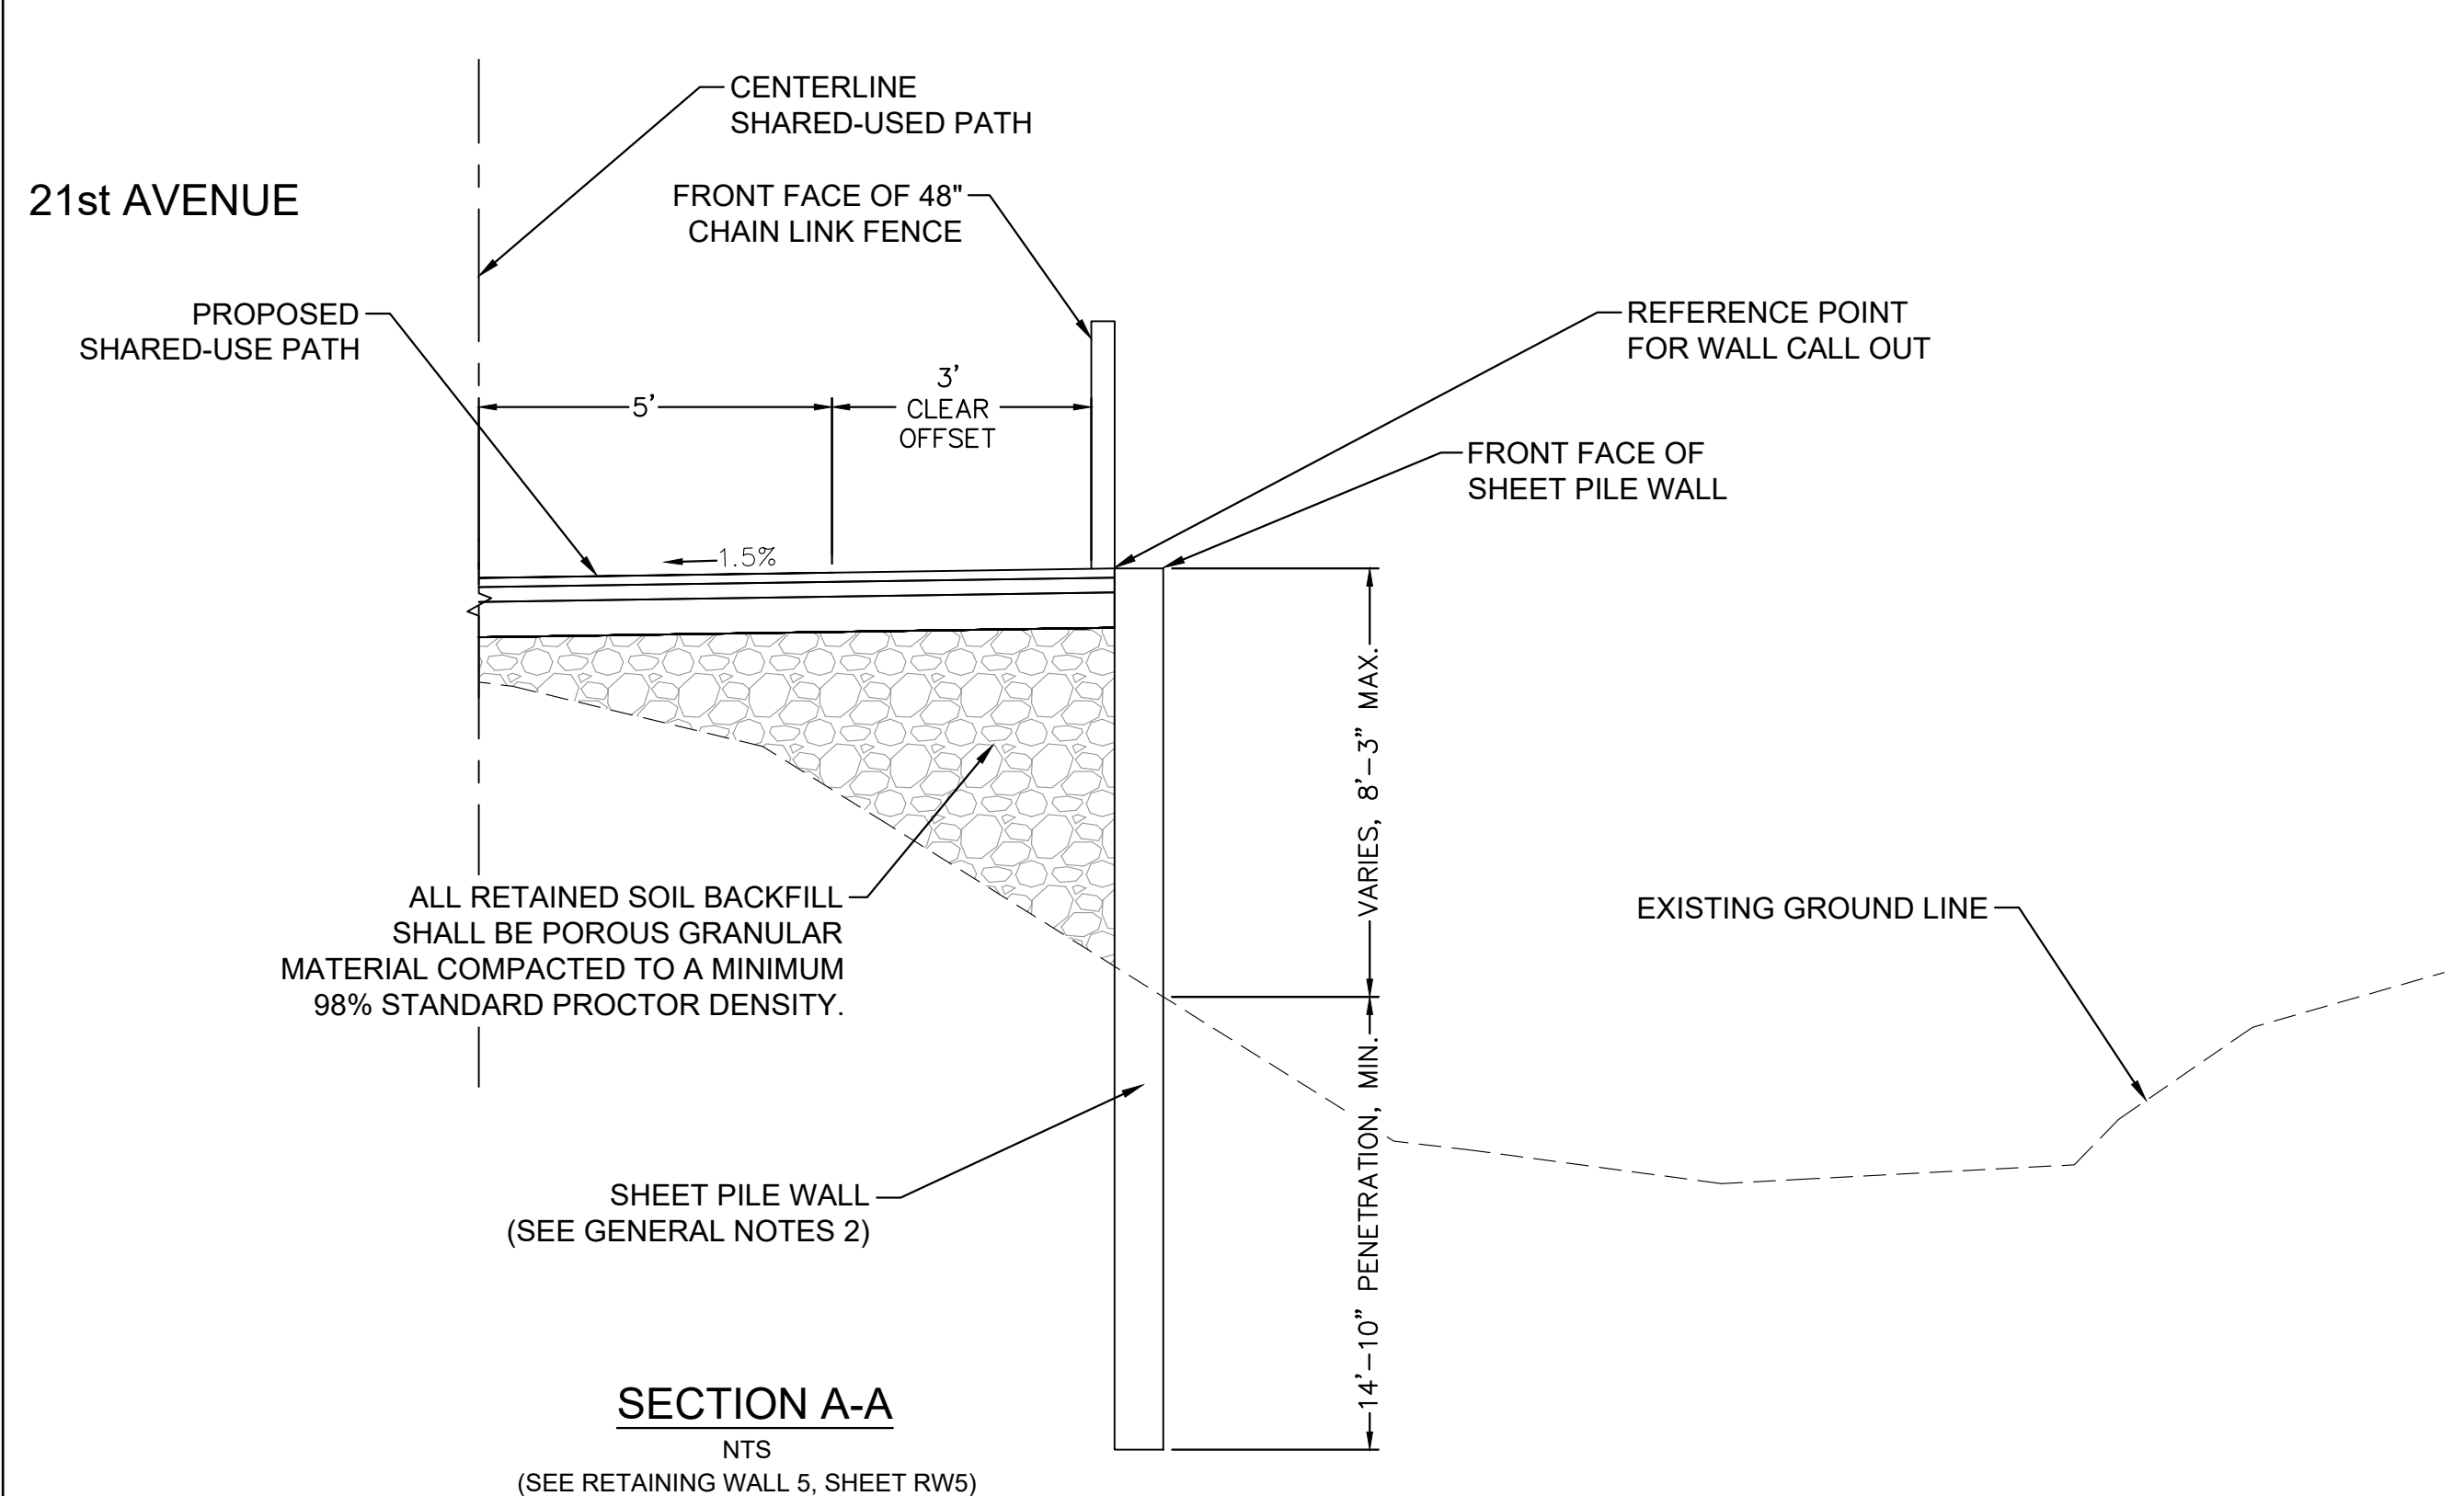 CENTERLINE
SHARED-USED PATH
21st AVENUE
FRONT FACE OF 48"
CHAIN LINK FENCE
PROPOSED
SHARED-USE PATH
REFERENCE POINT
FOR WALL CALL OUT
5'
3'
CLEAR
OFFSET
FRONT FACE OF
SHEET PILE WALL
1.5%
VARIES, 8'-3" MAX.
ALL RETAINED SOIL BACKFILL
SHALL BE POROUS GRANULAR
MATERIAL COMPACTED TO A MINIMUM
98% STANDARD PROCTOR DENSITY.
EXISTING GROUND LINE
14'-10" PENETRATION, MIN.
SHEET PILE WALL
(SEE GENERAL NOTES 2)
SECTION A-A
NTS
(SEE RETAINING WALL 5, SHEET RW5)